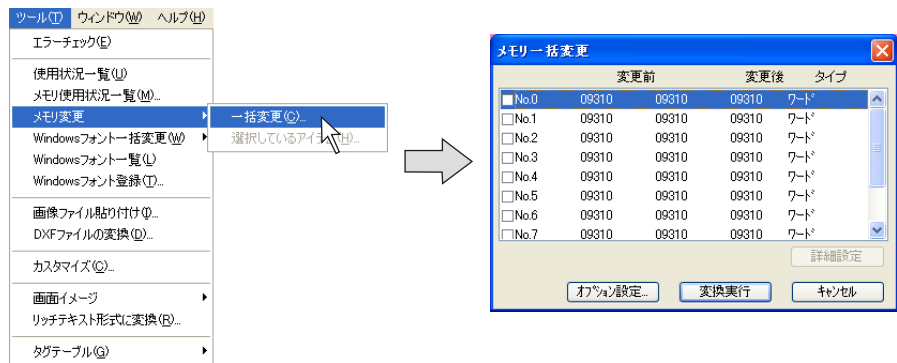 ツール(T) ウィンドウ(W) ヘルプ(H)
エラーチェック(E)
使用状況一覧(U)
メモリ使用状況一覧(M)...
メモリ変更
Windowsフォント一括変更(W)
Windowsフォント一覧(L)
Windowsフォント登録(T)...
画像ファイル貼り付け(I)...
DXFファイルの変換(D)...
カスタマイズ(C)...
画面イメージ
リッチテキスト形式に変換(R)...
タグテーブル(G)
一括変更(C)...
選択しているアイテ(H)...
メモリ一括変更
変更前 変更後 タイプ
No.0 09310 09310 09310 ワード
No.1 09310 09310 09310 ワード
No.2 09310 09310 09310 ワード
No.3 09310 09310 09310 ワード
No.4 09310 09310 09310 ワード
No.5 09310 09310 09310 ワード
No.6 09310 09310 09310 ワード
No.7 09310 09310 09310 ワード
詳細設定
オプション設定... 変換実行 キャンセル